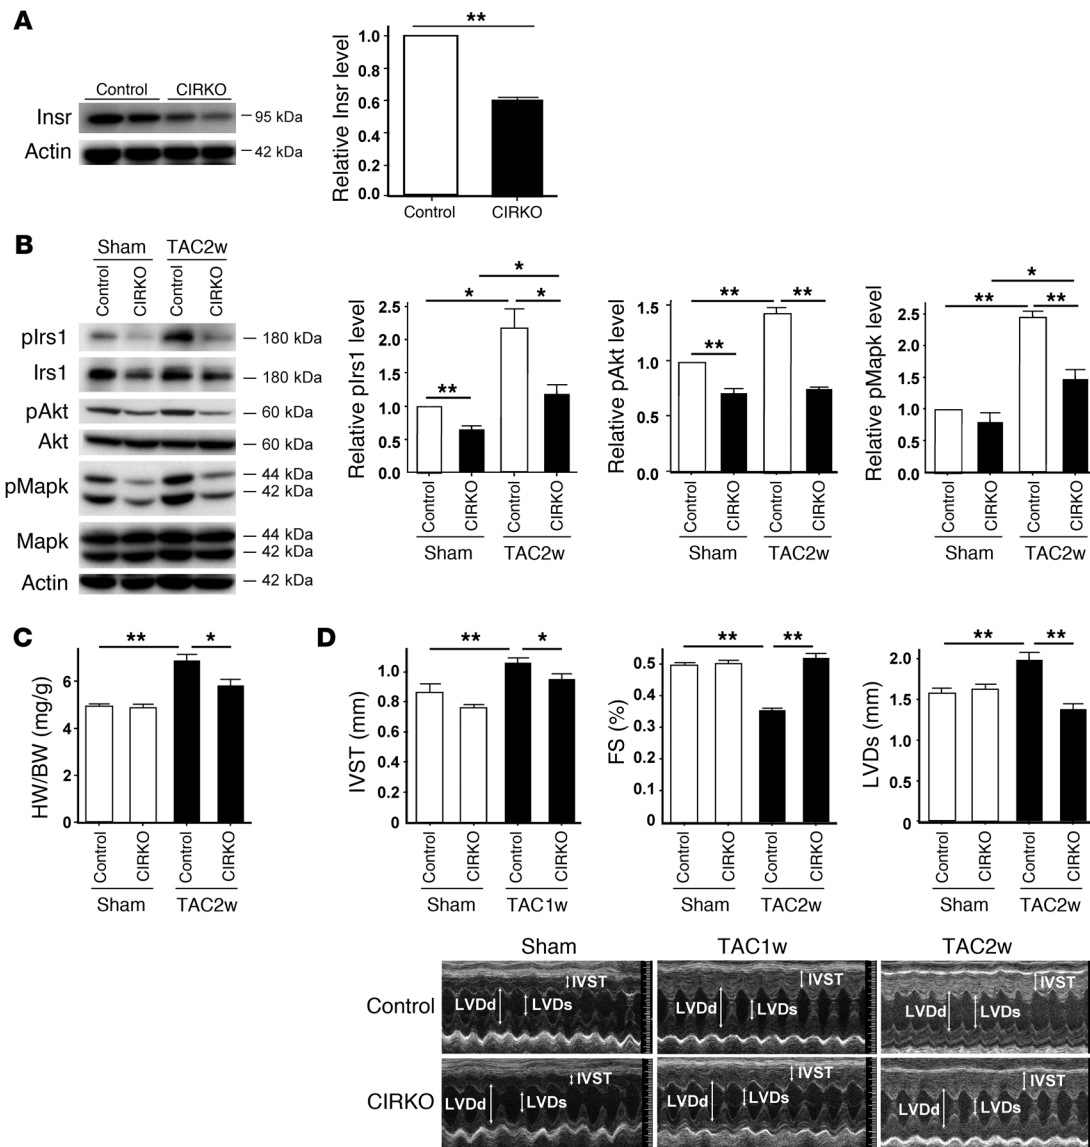 A
Control CIRKO
Insr – 95 kDa
Actin – 42 kDa
Relative Insr level
**
1.0
0.8
0.6
0.4
0.2
0.0
Control CIRKO
B
Sham TAC2w
Control CIRKO Control CIRKO
pIrs1 – 180 kDa
Irs1 – 180 kDa
pAkt – 60 kDa
Akt – 60 kDa
pMapk – 44 kDa
– 42 kDa
Mapk – 44 kDa
– 42 kDa
Actin – 42 kDa
Relative pIrs1 level
*
* *
**
2.5
2.0
1.5
1.0
0.5
0.0
Control CIRKO Control CIRKO
Sham TAC2w
Relative pAkt level
** **
**
1.5
1.0
0.5
0
Control CIRKO Control CIRKO
Sham TAC2w
Relative pMapk level
*
** **
2.5
1.5
1.0
0.5
0.0
Control CIRKO Control CIRKO
Sham TAC2w
C
HW/BW (mg/g)
** *
6
4
2
0
Control CIRKO Control CIRKO
Sham TAC2w
D
IVST (mm)
** *
1.0
0.8
0.6
0.4
0.2
0
Control CIRKO Control CIRKO
Sham TAC1w
FS (%)
** **
0.5
0.4
0.3
0.2
0.1
0
Control CIRKO Control CIRKO
Sham TAC2w
LVDs (mm)
** **
2.0
1.5
1.0
0.5
0
Control CIRKO Control CIRKO
Sham TAC2w
Sham TAC1w TAC2w
Control
IVST
LVDd LVDs
IVST
LVDd LVDs
IVST
LVDd LVDs
CIRKO
IVST
LVDd LVDs
IVST
LVDd LVDs
IVST
LVDd LVDs